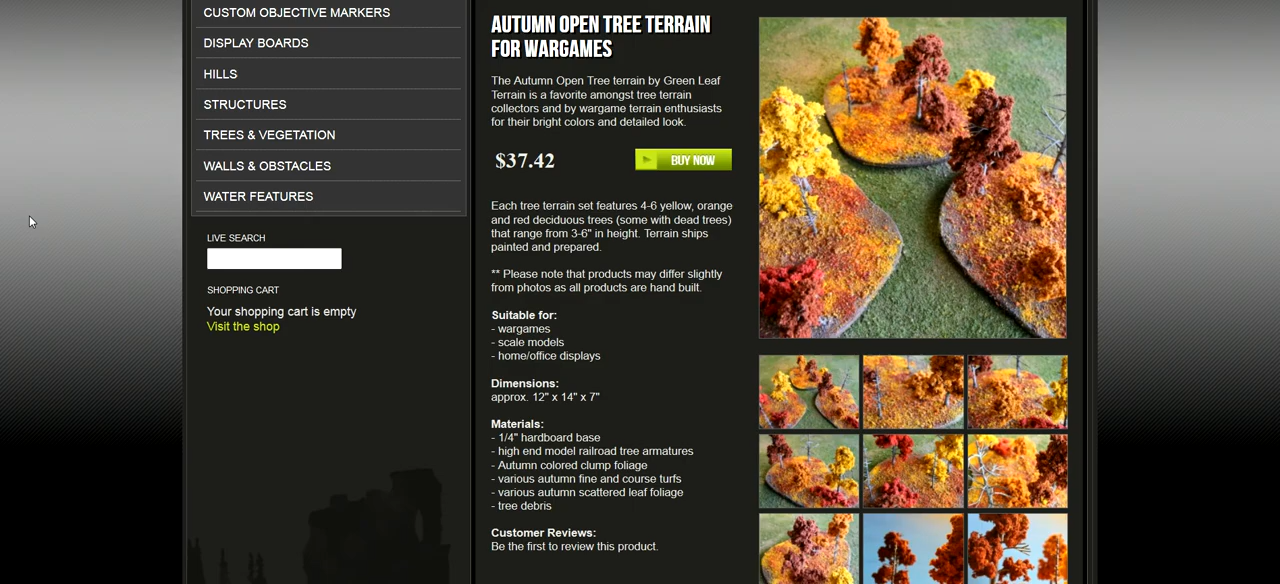 CUSTOM OBJECTIVE MARKERS
DISPLAY BOARDS
HILLS
STRUCTURES
TREES & VEGETATION
WALLS & OBSTACLES
WATER FEATURES
LIVE SEARCH
SHOPPING CART
Your shopping cart is empty
Visit the shop
AUTUMN OPEN TREE TERRAIN
FOR WARGAMES
The Autumn Open Tree terrain by Green Leaf
Terrain is a favorite amongst tree terrain
collectors and by wargame terrain enthusiasts
for their bright colors and detailed look.
$37.42
BUY NOW
Each tree terrain set features 4-6 yellow, orange
and red deciduous trees (some with dead trees)
that range from 3-6" in height. Terrain ships
painted and prepared.
** Please note that products may differ slightly
from photos as all products are hand built.
Suitable for:
- wargames
- scale models
- home/office displays
Dimensions:
approx. 12" x 14" x 7"
Materials:
- 1/4" hardboard base
- high end model railroad tree armatures
- Autumn colored clump foliage
- various autumn fine and course turfs
- various autumn scattered leaf foliage
- tree debris
Customer Reviews:
Be the first to review this product.